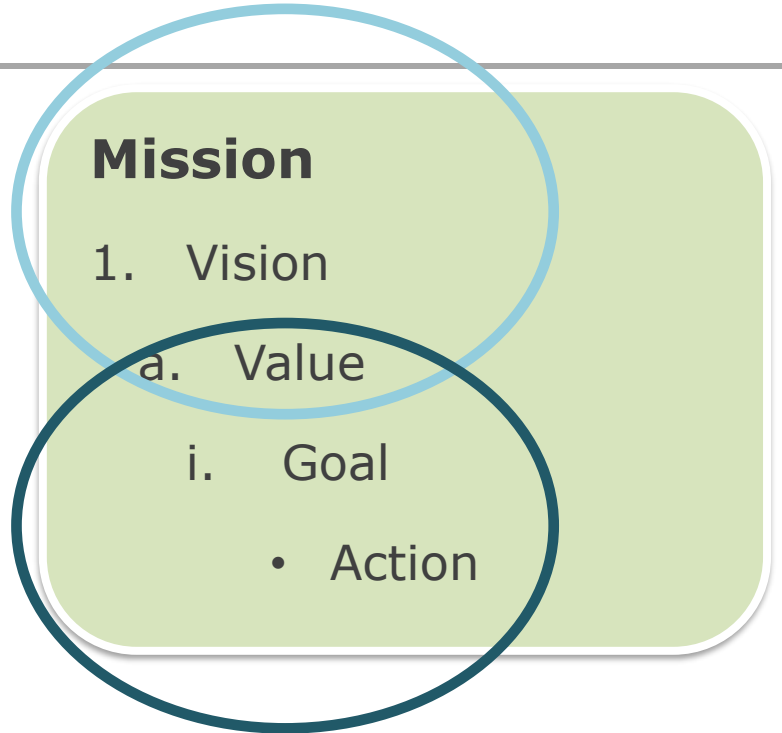 Mission
1. Vision
a. Value
i. Goal
• Action